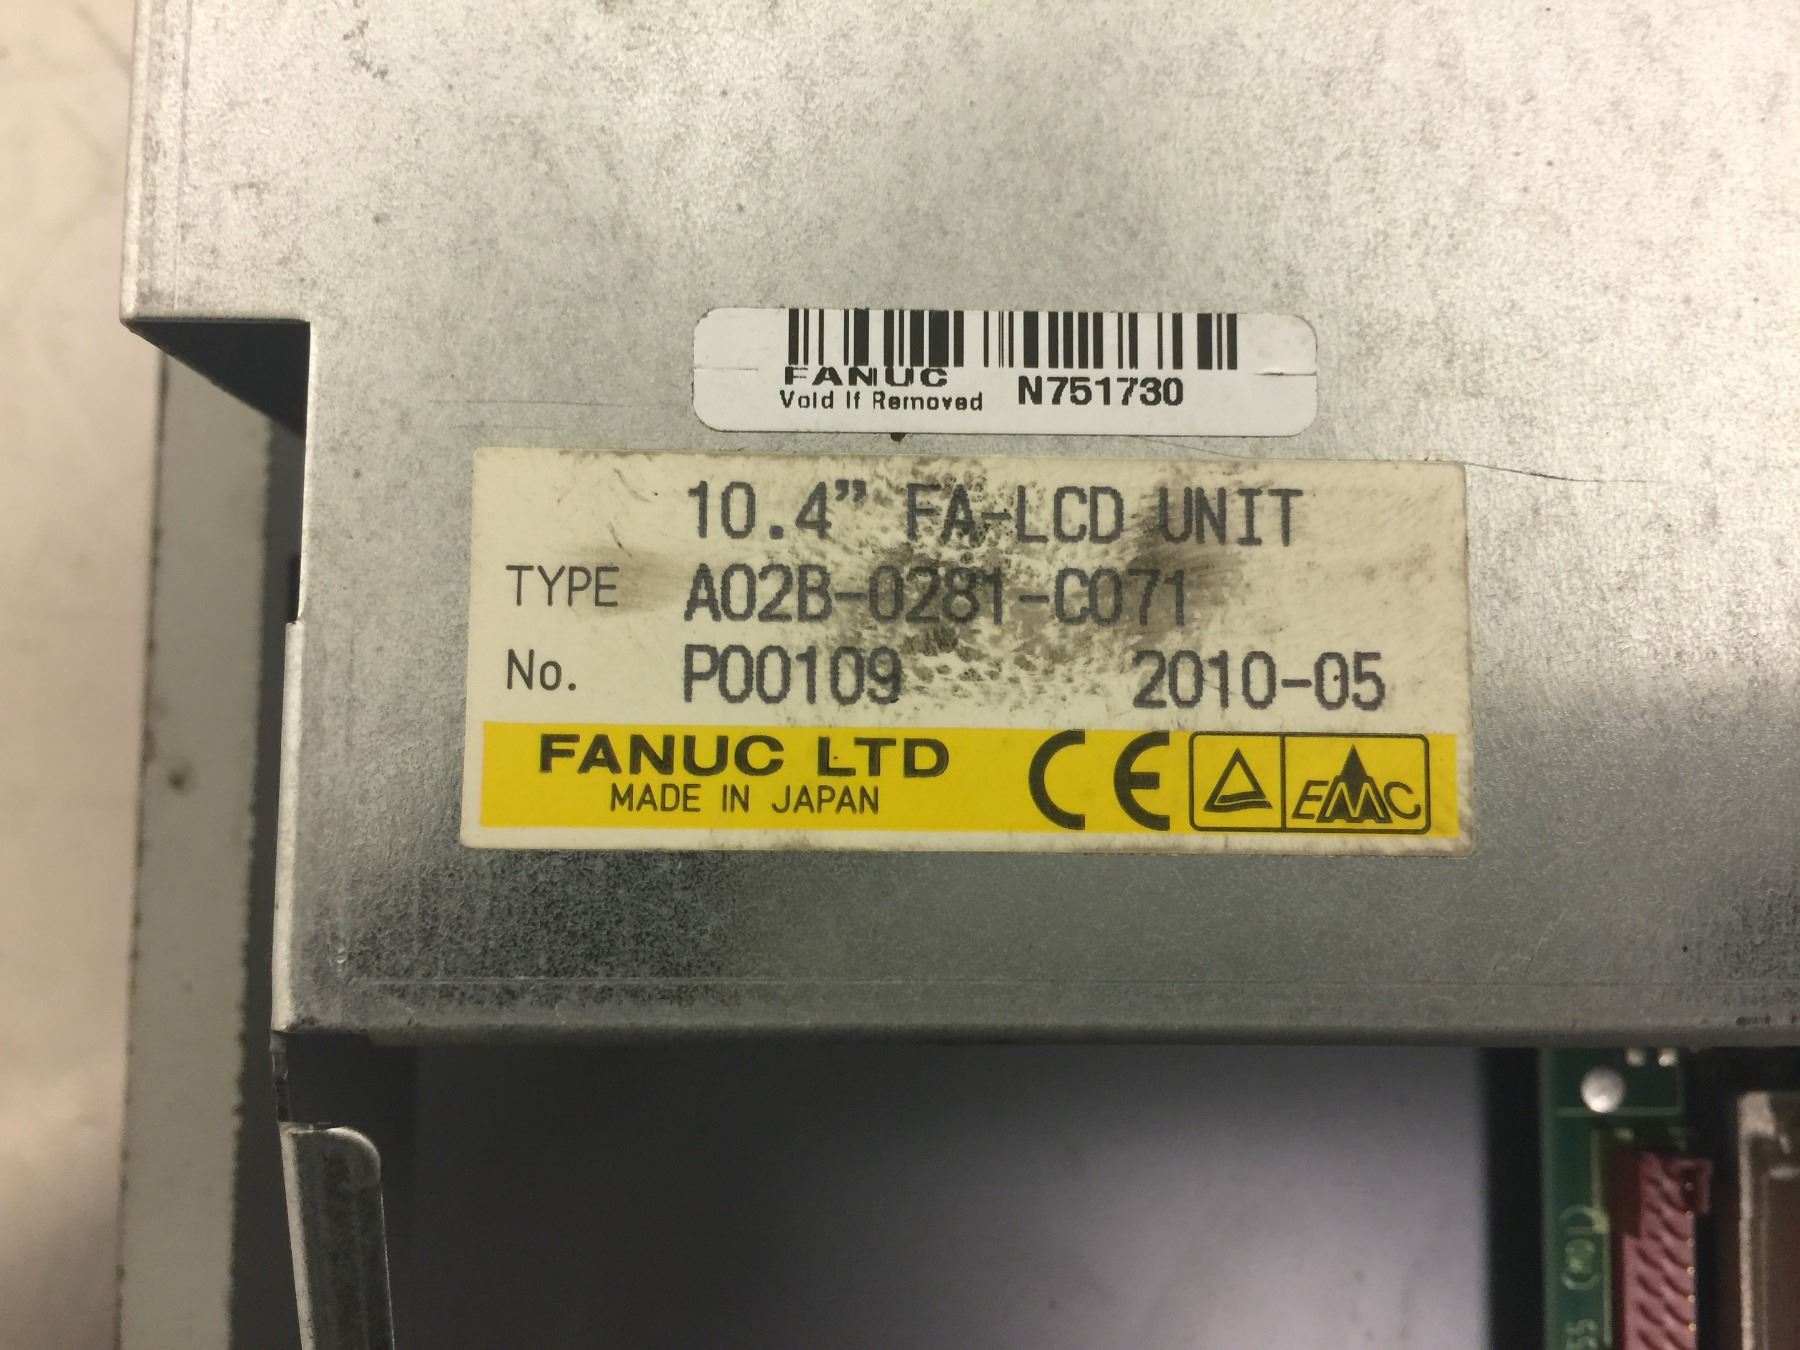 FANUC
Void If Removed N751730
10.4” FA-LCD UNIT
TYPE A02B-0281-C071
No. P00109 2010-05
FANUC LTD
MADE IN JAPAN
CE
EMC